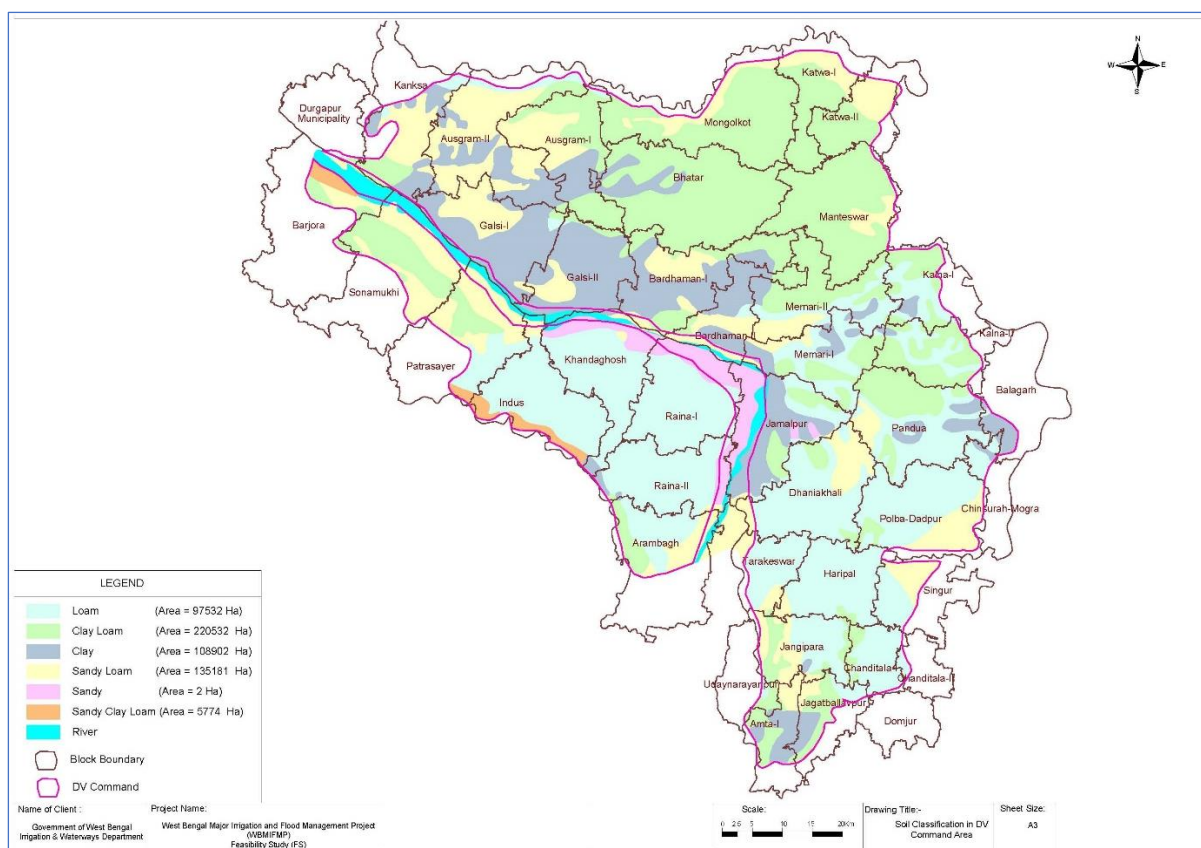 N
W E
S
Katwa-I
Kanksa
Durgapur
Municipality
Mongolkot
Katwa-II
Ausgram-II
Ausgram-I
Bhatar
Manteswar
Barjora
Galsi-I
Galsi-II
Bardhaman-I
Kalna-I
Sonamukhi
Memari-II
Bardhaman-II
Memari-I
Khandaghosh
Patrasayer
Balagarh
Indus
Raina-I
Jamalpur
Pandua
Raina-II
Dhaniakhali
Polba-Dadpur
Chinsurah-Mogra
Arambagh
Tarakeswar
Haripal
Singur
Jangipara
Chanditala-II
Udaynarayanpur
Jagatballavpur
Amta-I
Domjur
LEGEND
Loam (Area = 97532 Ha)
Clay Loam (Area = 220532 Ha)
Clay (Area = 108902 Ha)
Sandy Loam (Area = 135181 Ha)
Sandy (Area = 2 Ha)
Sandy Clay Loam (Area = 5774 Ha)
River
Block Boundary
DV Command
Name of Client : Project Name: Scale: Drawing Title:- Sheet Size:
Government of West Bengal
Irrigation & Waterways Department
West Bengal Major Irrigation and Flood Management Project
(WBMIFMP)
Feasibility Study (FS)
0 2.5 5 10 15 20Km
Soil Classification in DV
Command Area
A3